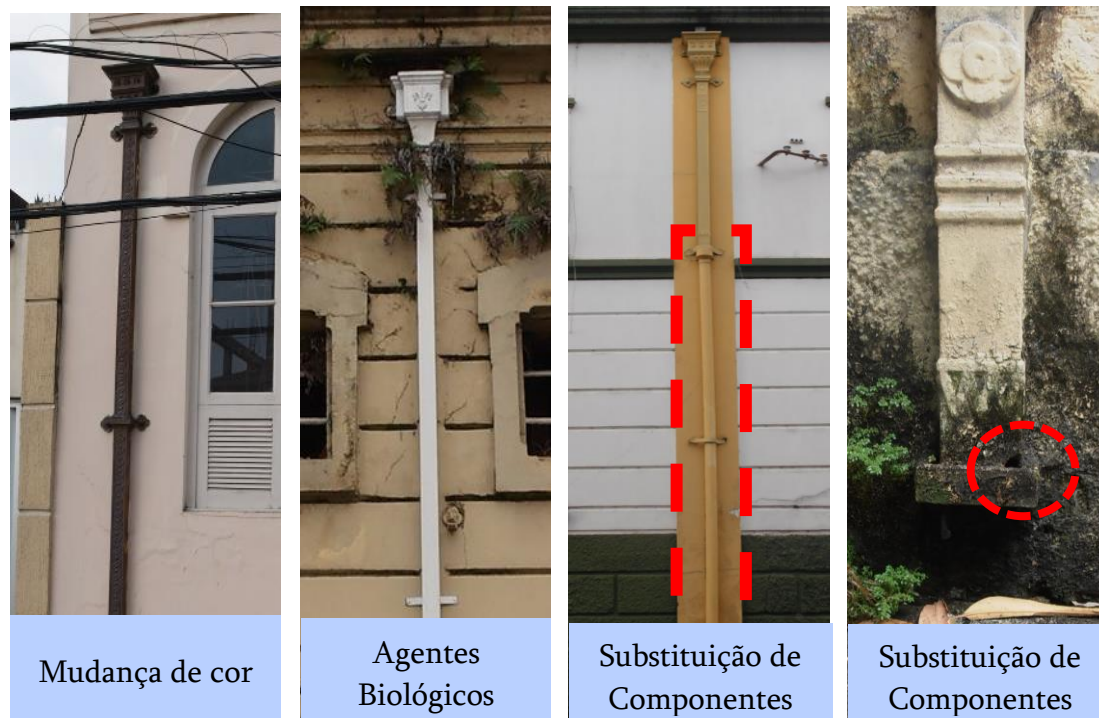 Mudança de cor
Agentes
Biológicos
Substituição de
Componentes
Substituição de
Componentes